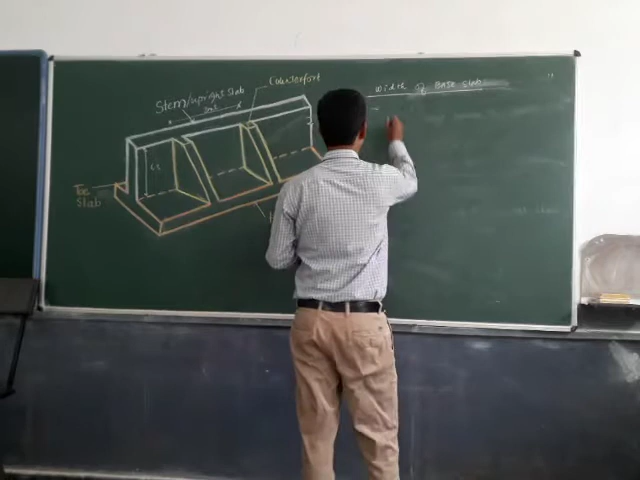 Counterfort
Stem/upright slab
Toe
Slab
Width of Base slab